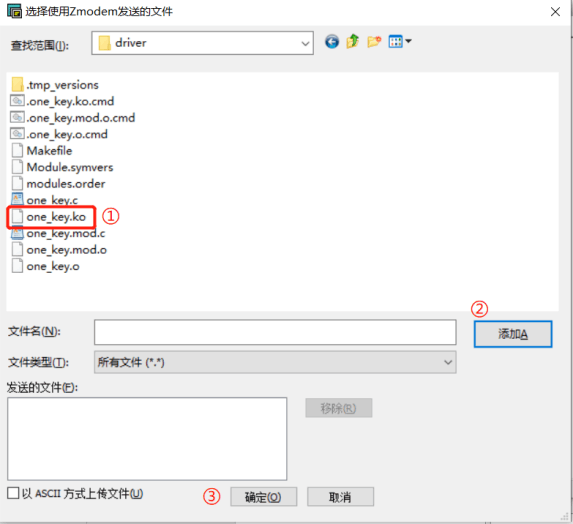 选择使用Zmodem发送的文件
查找范围(I):
driver
.tmp_versions
.one_key.ko.cmd
.one_key.mod.o.cmd
.one_key.o.cmd
Makefile
Module.symvers
modules.order
one_key.c
one_key.ko ①
one_key.mod.c
one_key.mod.o
one_key.o
②
文件名(N):
添加A
文件类型(T):
所有文件 (*.*)
发送的文件(F):
移除(R)
以 ASCII 方式上传文件(U)
③ 确定(O) 取消